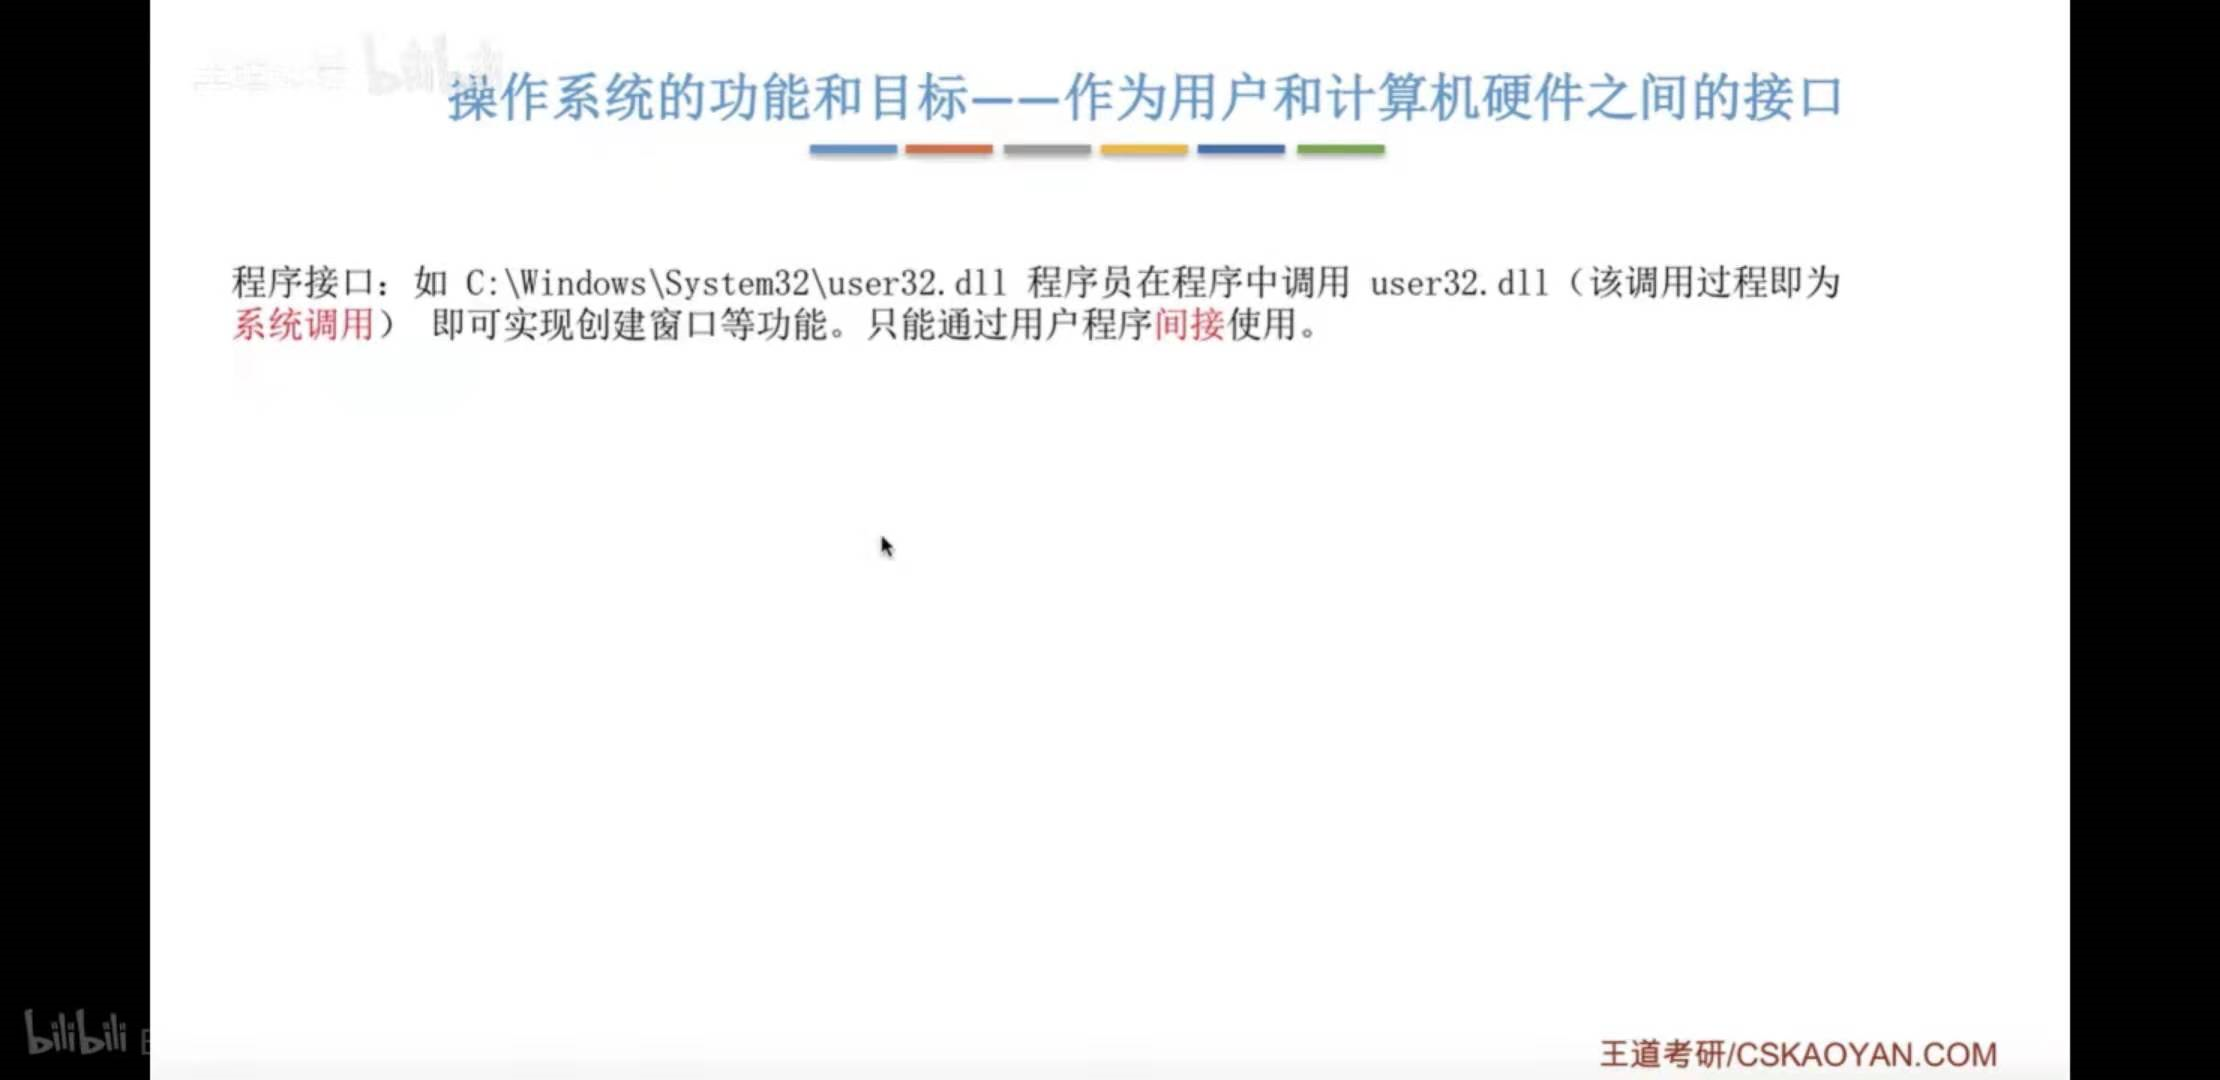 bilibili
操作系统的功能和目标——作为用户和计算机硬件之间的接口
程序接口：如 C:\Windows\System32\user32.dll 程序员在程序中调用 user32.dll（该调用过程即为
系统调用） 即可实现创建窗口等功能。只能通过用户程序间接使用。
bilibili
王道考研/CSKAOYAN.COM